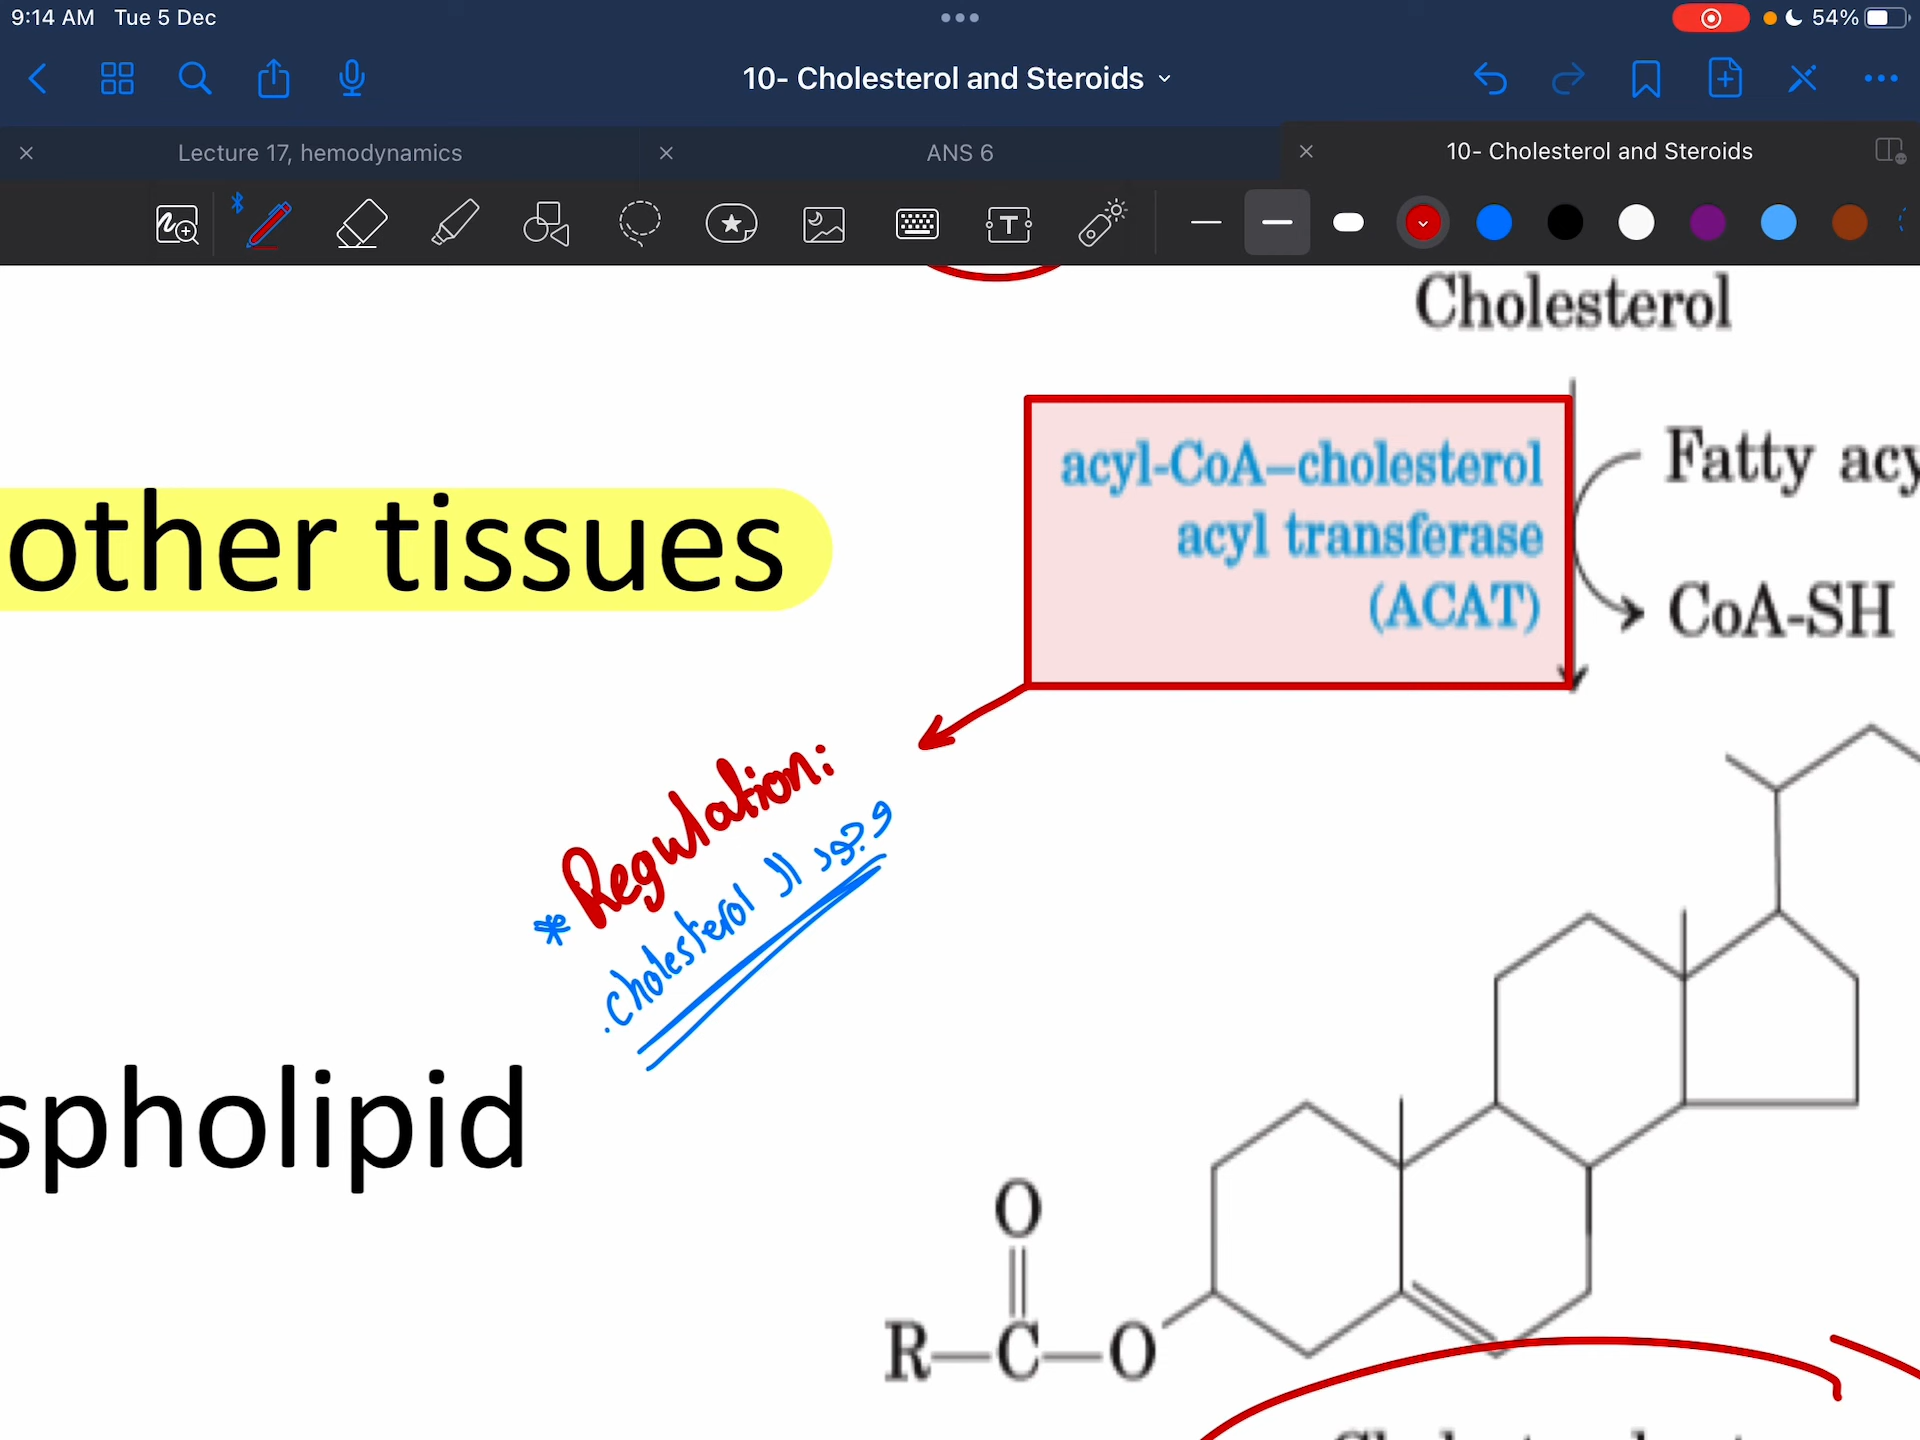 9:14 AM Tue 5 Dec
54%
10- Cholesterol and Steroids
Lecture 17, hemodynamics
ANS 6
10- Cholesterol and Steroids
T
Cholesterol
acyl-CoA–cholesterol
acyl transferase
(ACAT)
Fatty acy
CoA-SH
other tissues
* Regulation:
وجود ال cholesterol.
spholipid
O
R—C—O